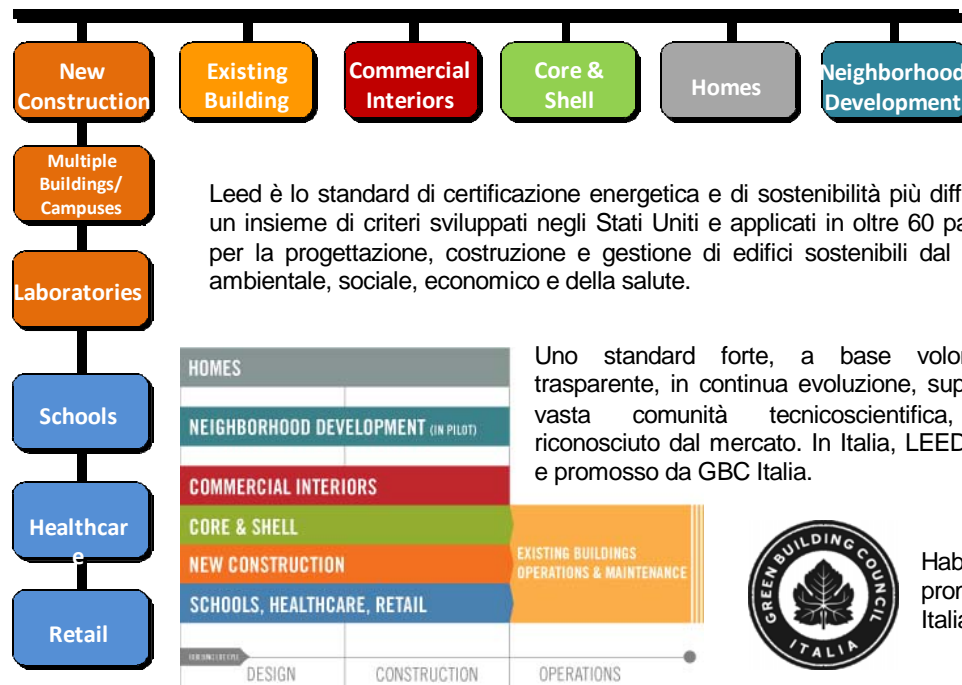 New
Construction
Existing
Building
Commercial
Interiors
Core &
Shell
Homes
Neighborhood
Development
Multiple
Buildings/
Campuses
Laboratories
Schools
Healthcar
e
Retail
Leed è lo standard di certificazione energetica e di sostenibilità più diff
un insieme di criteri sviluppati negli Stati Uniti e applicati in oltre 60 pa
per la progettazione, costruzione e gestione di edifici sostenibili dal
ambientale, sociale, economico e della salute.
HOMES
NEIGHBORHOOD DEVELOPMENT (IN PILOT)
COMMERCIAL INTERIORS
CORE & SHELL
NEW CONSTRUCTION
SCHOOLS, HEALTHCARE, RETAIL
EXISTING BUILDINGS
OPERATIONS & MAINTENANCE
BUILDING LIFE CYCLE
DESIGN
CONSTRUCTION
OPERATIONS
Uno standard forte, a base volo
trasparente, in continua evoluzione, sup
vasta comunità tecnicoscientifica,
riconosciuto dal mercato. In Italia, LEED
e promosso da GBC Italia.
GREEN BUILDING COUNCIL
ITALIA
Hab
pro
Italia